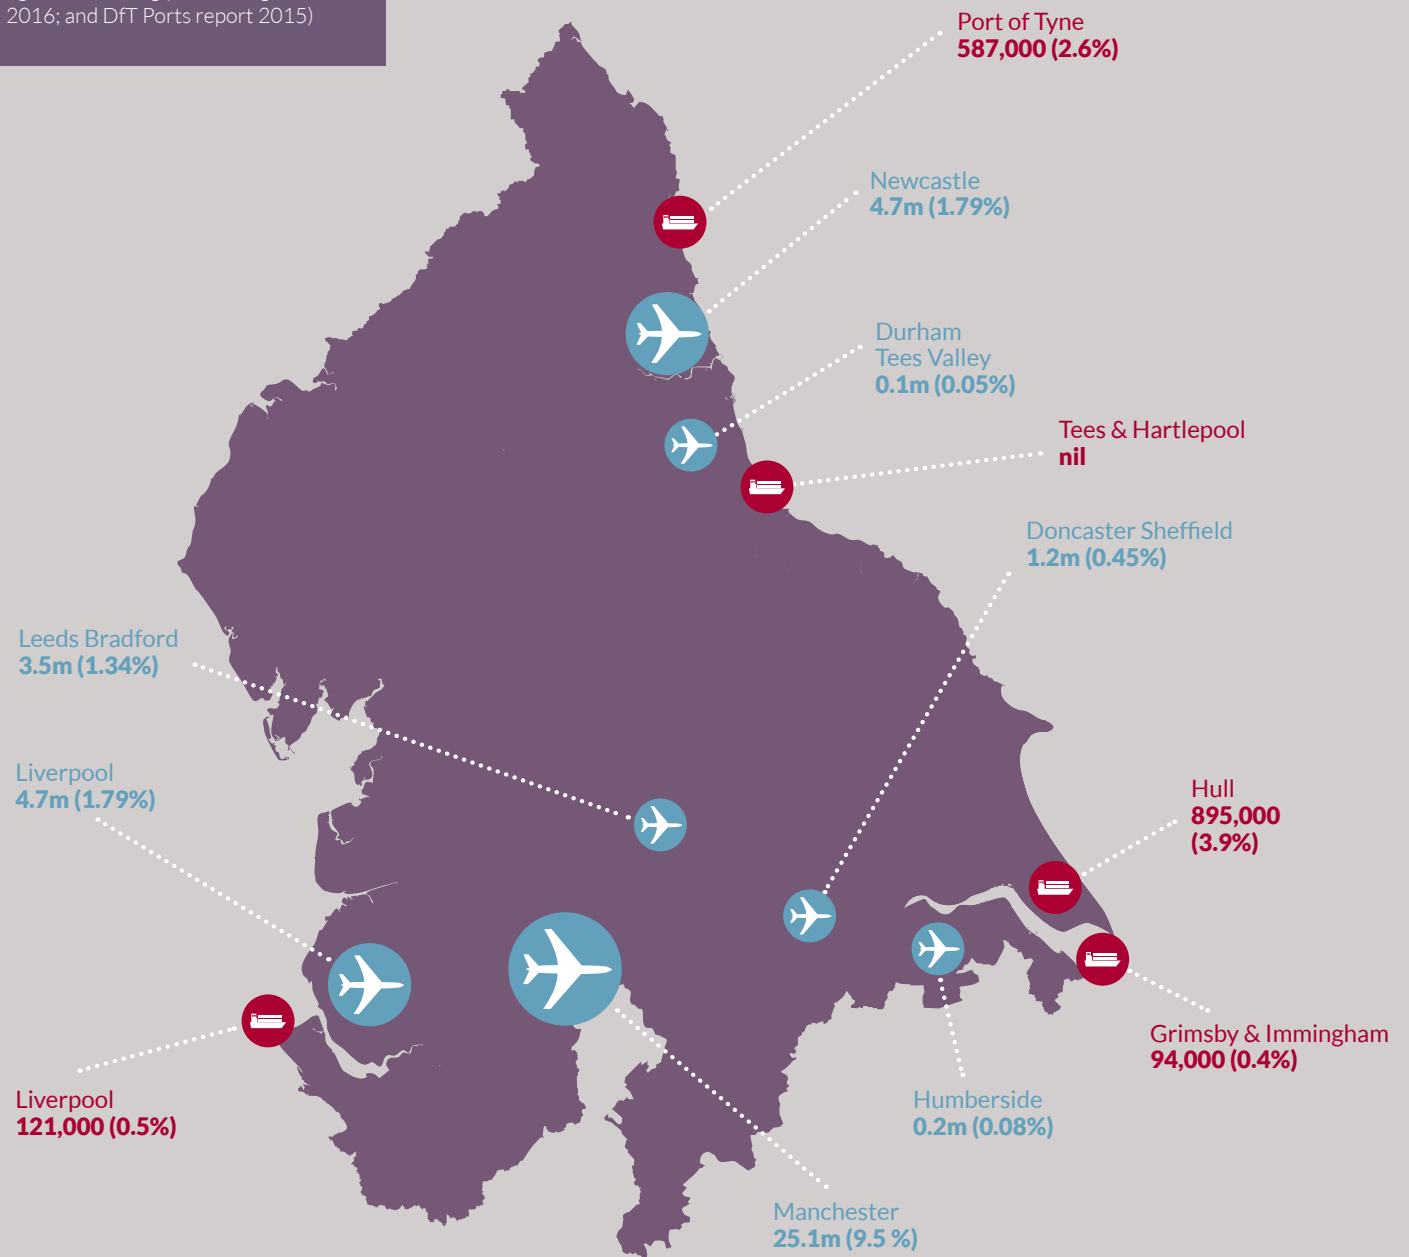 2016; and DfT Ports report 2015)
Port of Tyne
587,000 (2.6%)
Newcastle
4.7m (1.79%)
Durham
Tees Valley
0.1m (0.05%)
Tees & Hartlepool
nil
Doncaster Sheffield
1.2m (0.45%)
Leeds Bradford
3.5m (1.34%)
Liverpool
4.7m (1.79%)
Hull
895,000
(3.9%)
Grimsby & Immingham
94,000 (0.4%)
Liverpool
121,000 (0.5%)
Humberside
0.2m (0.08%)
Manchester
25.1m (9.5 %)